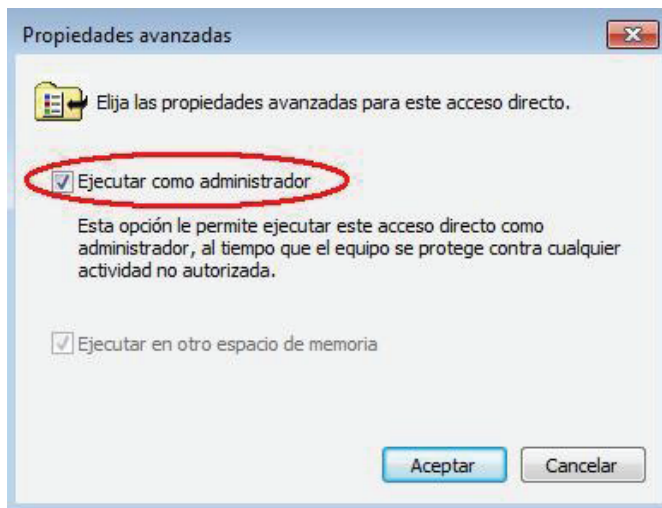 Propiedades avanzadas
Elija las propiedades avanzadas para este acceso directo.
Ejecutar como administrador
Esta opción le permite ejecutar este acceso directo como
administrador, al tiempo que el equipo se protege contra cualquier
actividad no autorizada.
Ejecutar en otro espacio de memoria
Aceptar
Cancelar